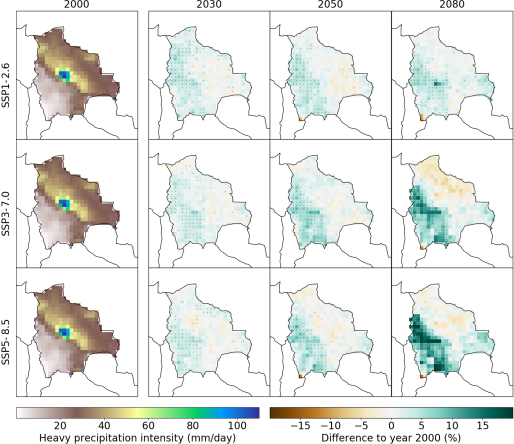 2000 2030 2050 2080
SSP1-2.6
SSP3-7.0
SSP5-8.5
20 40 60 80 100 −15 −10 −5 0 5 10 15
Heavy precipitation intensity (mm/day) Difference to year 2000 (%)